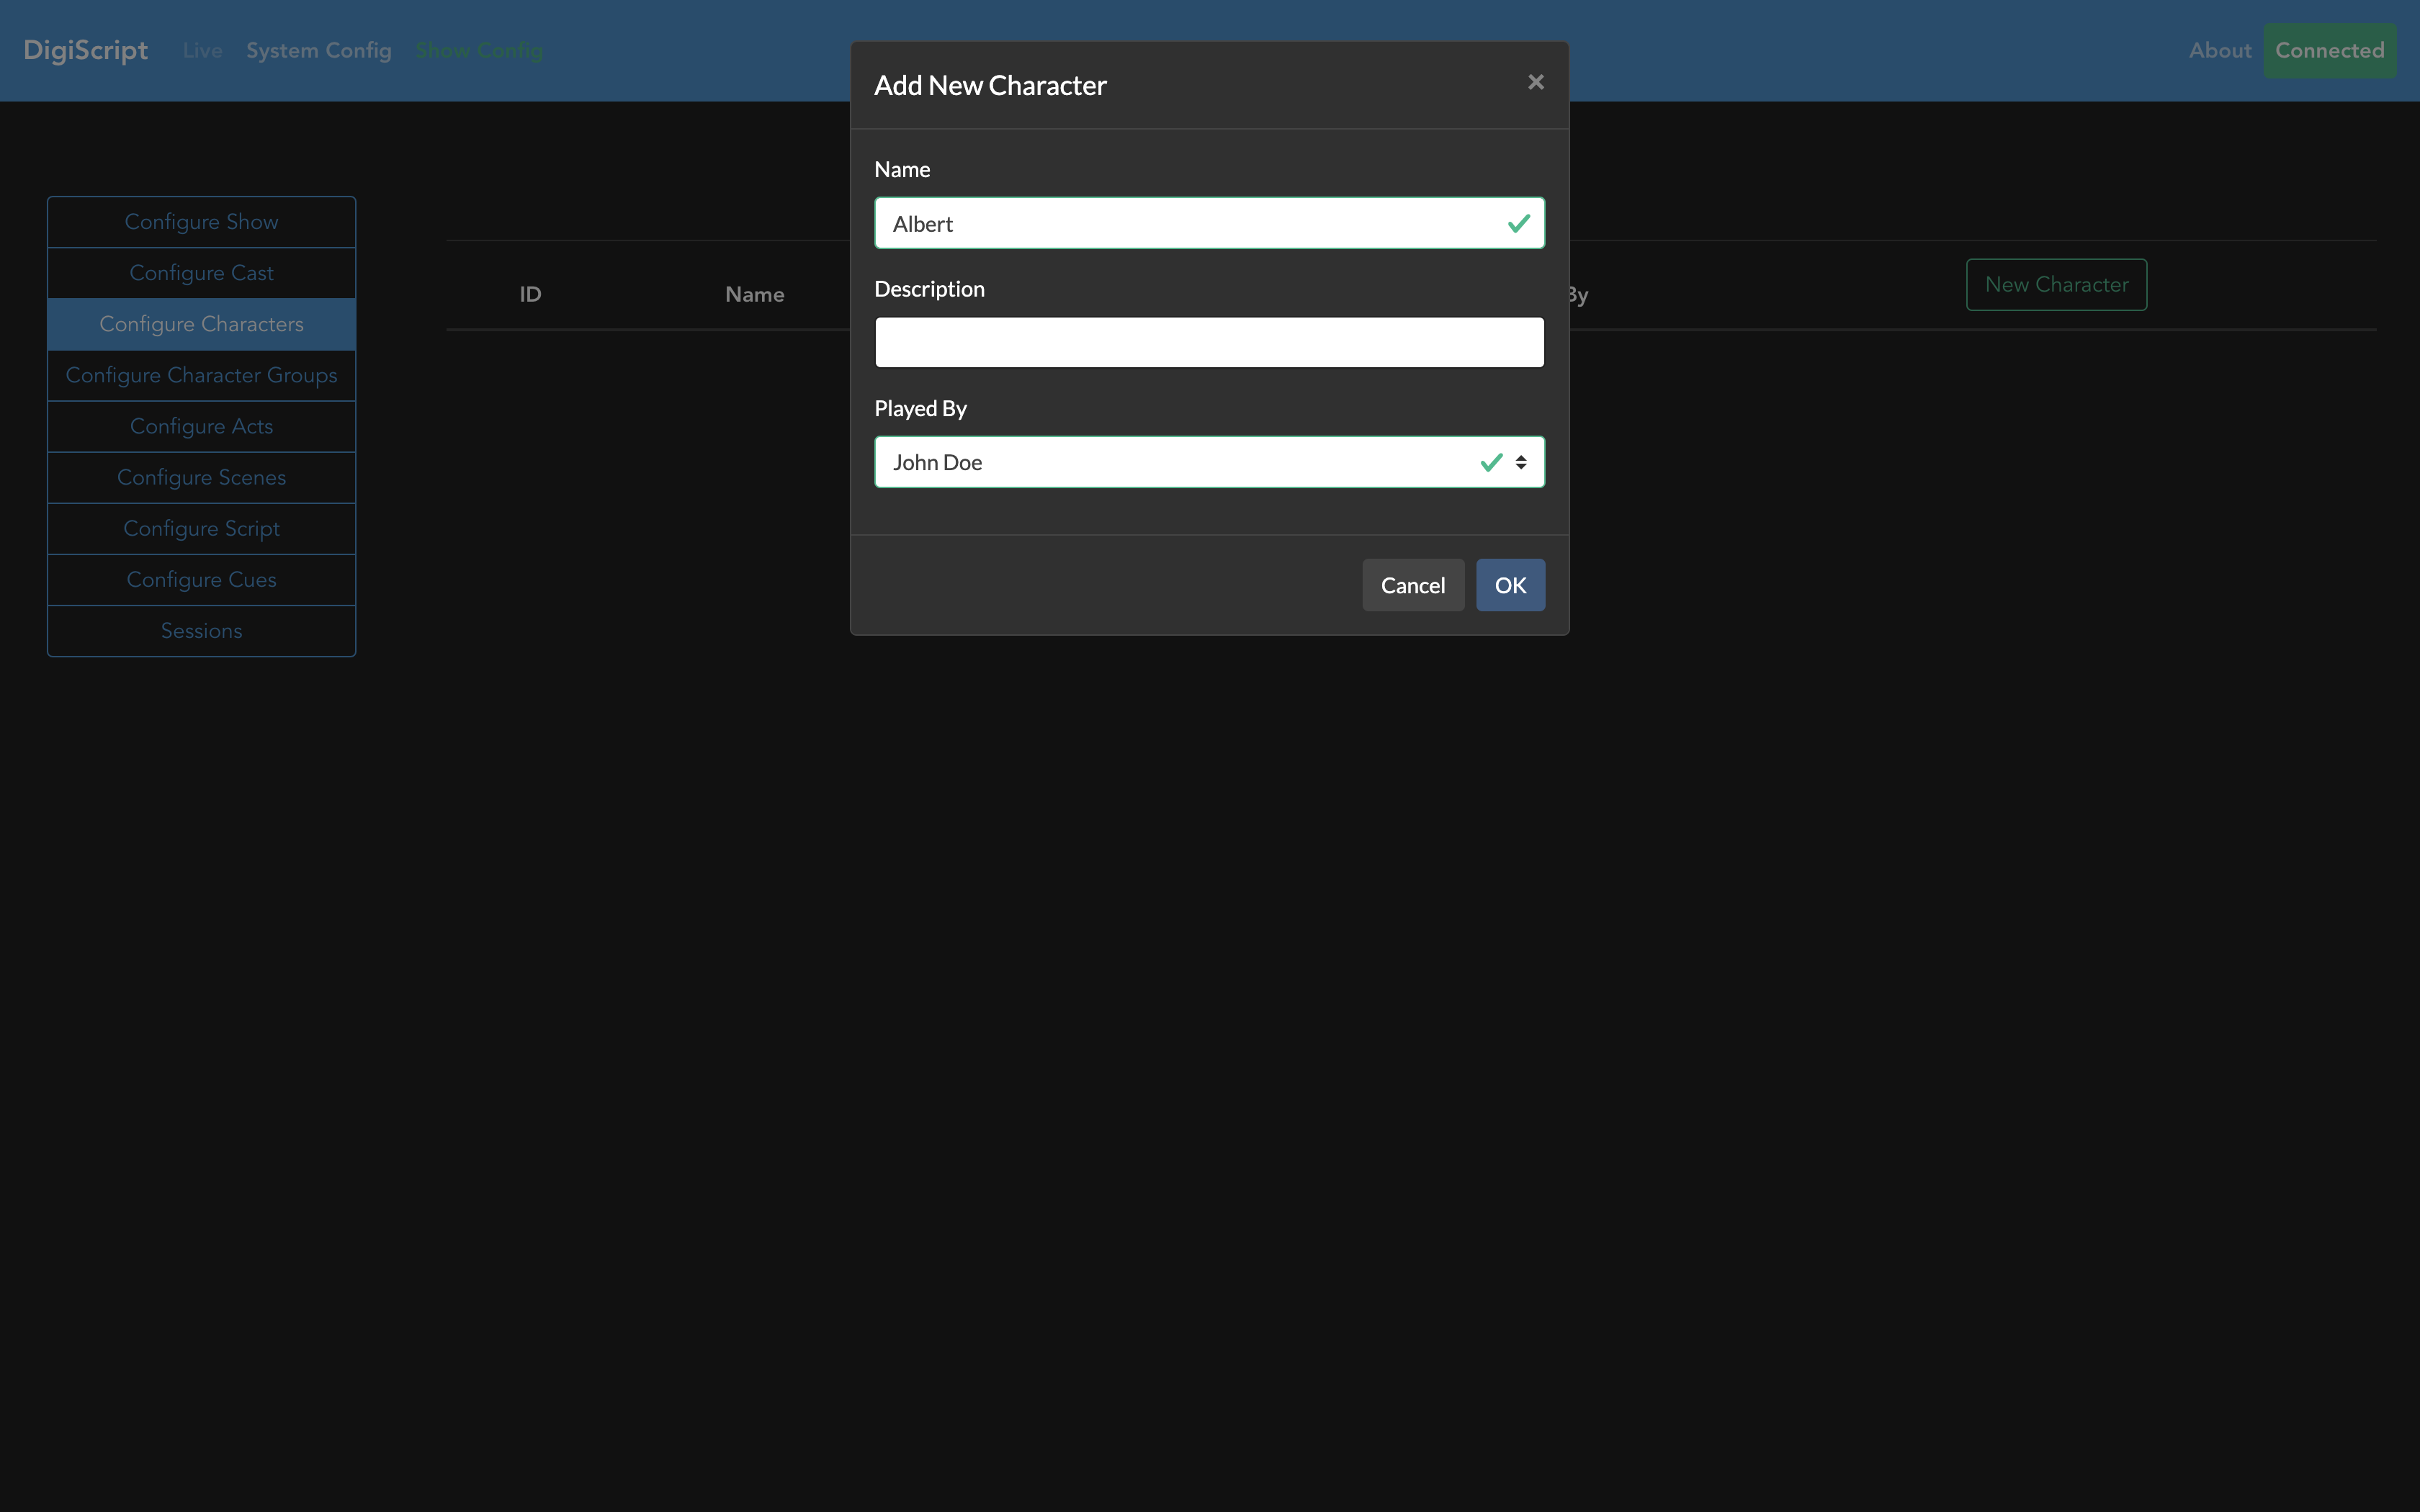 DigiScript Live System Config Show Config About Connected
Add New Character ×
Name
Albert
Description
Played By
John Doe
Cancel OK
Configure Show
Configure Cast
Configure Characters
Configure Character Groups
Configure Acts
Configure Scenes
Configure Script
Configure Cues
Sessions
ID Name By New Character